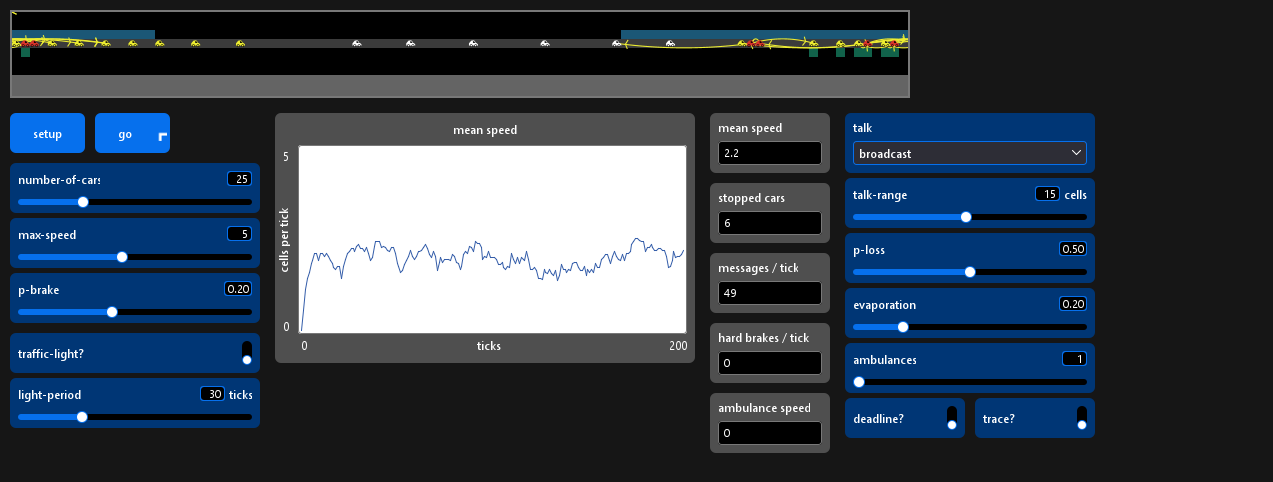 setup
go
number-of-cars
25
max-speed
5
p-brake
0.20
traffic-light?
light-period
30 ticks
mean speed
5
cells per tick
0
0
ticks
200
mean speed
2.2
stopped cars
6
messages / tick
49
hard brakes / tick
0
ambulance speed
0
talk
broadcast
talk-range
15 cells
p-loss
0.50
evaporation
0.20
ambulances
1
deadline?
trace?